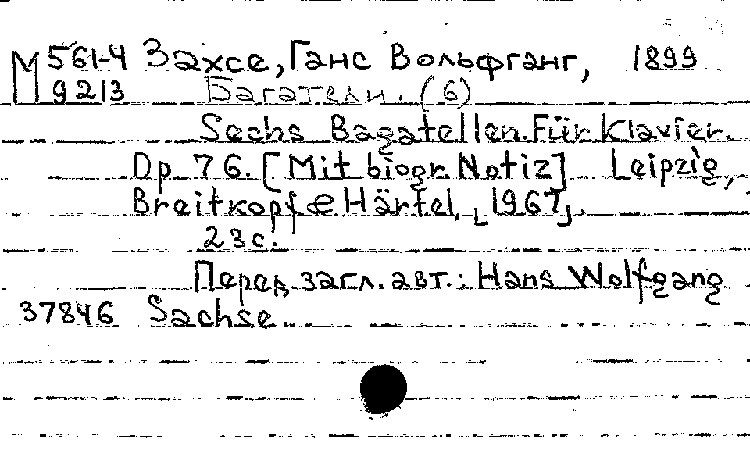 М 561-4 Захсе, Ганс Вольфганг, 1899
9213 Багатели. (6)
Sechs Bagatellen. Für Klavier.
Op. 76. [Mit biogr. Notiz] Leipzig,
Breitkopf & Härtel, [1967].
23 с.
Перед загл. авт.: Hans Wolfgang
37846 Sachse